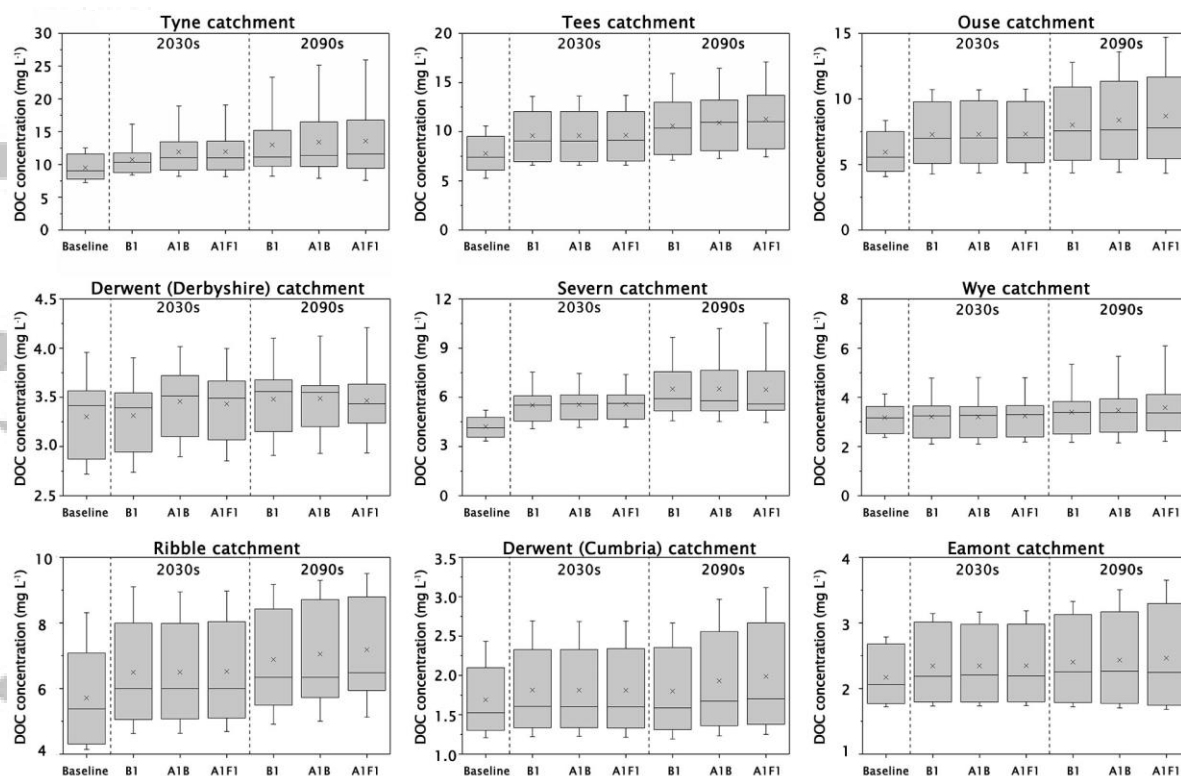 Tyne catchment
2030s 2090s
DOC concentration (mg L-1)
30
25
20
15
10
5
0
Baseline B1 A1B A1F1 B1 A1B A1F1
Tees catchment
2030s 2090s
DOC concentration (mg L-1)
20
15
10
5
0
Baseline B1 A1B A1F1 B1 A1B A1F1
Ouse catchment
2030s 2090s
DOC concentration (mg L-1)
15
10
5
0
Baseline B1 A1B A1F1 B1 A1B A1F1
Derwent (Derbyshire) catchment
2030s 2090s
DOC concentration (mg L-1)
4.5
4.0
3.5
3.0
2.5
Baseline B1 A1B A1F1 B1 A1B A1F1
Severn catchment
2030s 2090s
DOC concentration (mg L-1)
12
9
6
3
0
Baseline B1 A1B A1F1 B1 A1B A1F1
Wye catchment
2030s 2090s
DOC concentration (mg L-1)
8
6
4
2
0
Baseline B1 A1B A1F1 B1 A1B A1F1
Ribble catchment
2030s 2090s
DOC concentration (mg L-1)
10
8
6
4
Baseline B1 A1B A1F1 B1 A1B A1F1
Derwent (Cumbria) catchment
2030s 2090s
DOC concentration (mg L-1)
3.5
3.0
2.5
2.0
1.5
1.0
Baseline B1 A1B A1F1 B1 A1B A1F1
Eamont catchment
2030s 2090s
DOC concentration (mg L-1)
4
3
2
1
Baseline B1 A1B A1F1 B1 A1B A1F1